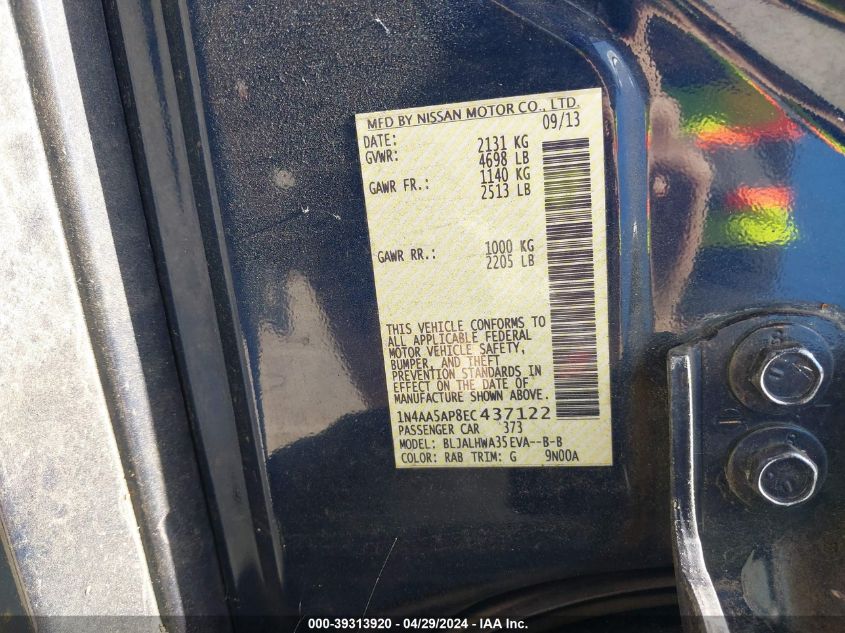 MFD BY NISSAN MOTOR CO., LTD.
DATE: 09/13
GVWR: 2131 KG
4698 LB
GAWR FR.: 1140 KG
2513 LB
GAWR RR.: 1000 KG
2205 LB
THIS VEHICLE CONFORMS TO
ALL APPLICABLE FEDERAL
MOTOR VEHICLE SAFETY,
BUMPER, AND THEFT
PREVENTION STANDARDS IN
EFFECT ON THE DATE OF
MANUFACTURE SHOWN ABOVE.
1N4AA5AP8EC437122
PASSENGER CAR 373
MODEL: BLJALHWA35EVA--B-B
COLOR: RAB TRIM: G 9N00A
000-39313920 - 04/29/2024 - IAA Inc.